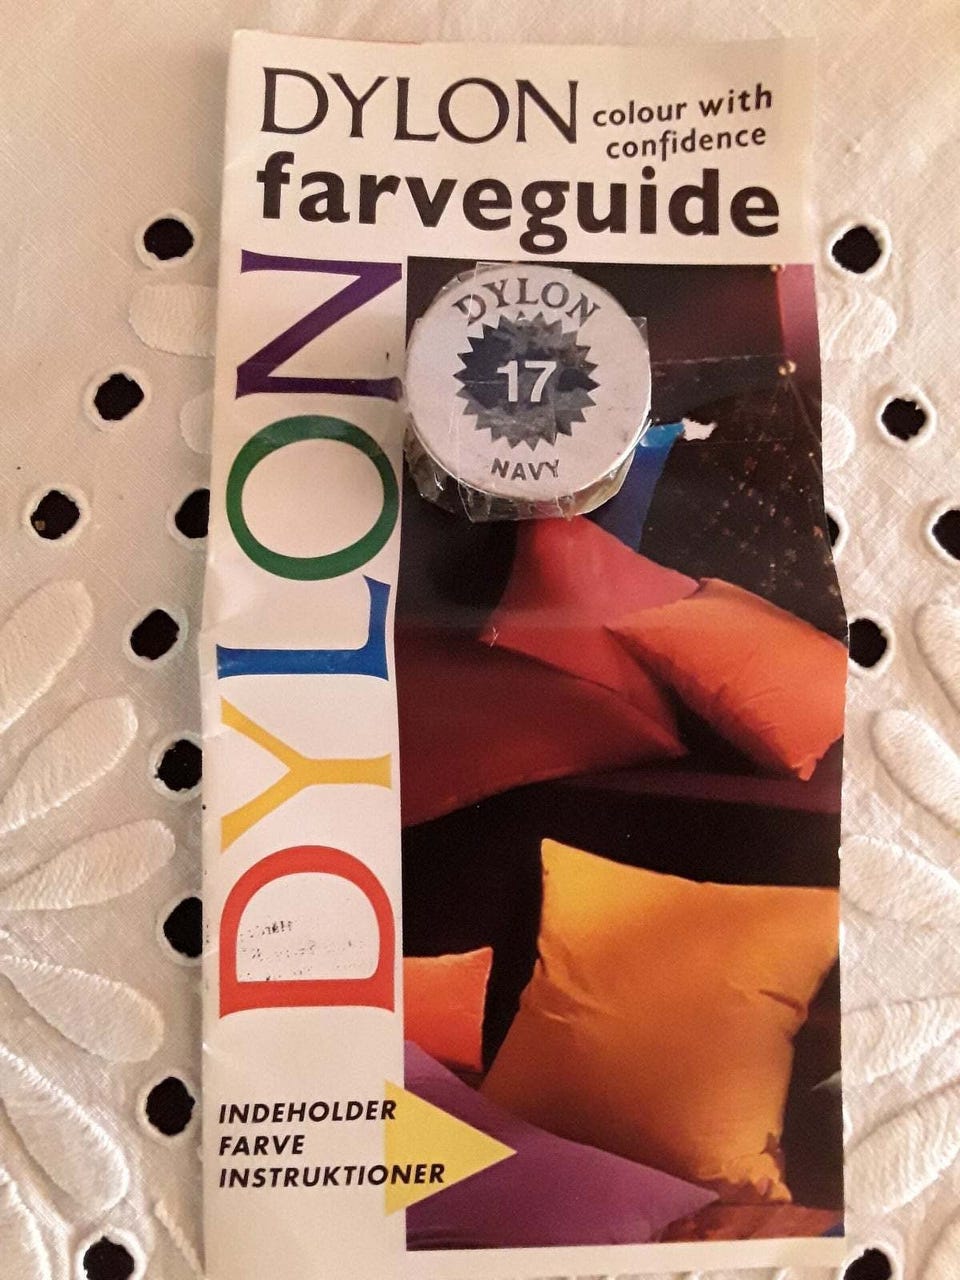 DYLON colour with
confidence
farveguide
DYLON
17
NAVY
DYLON
INDEHOLDER
FARVE
INSTRUKTIONER